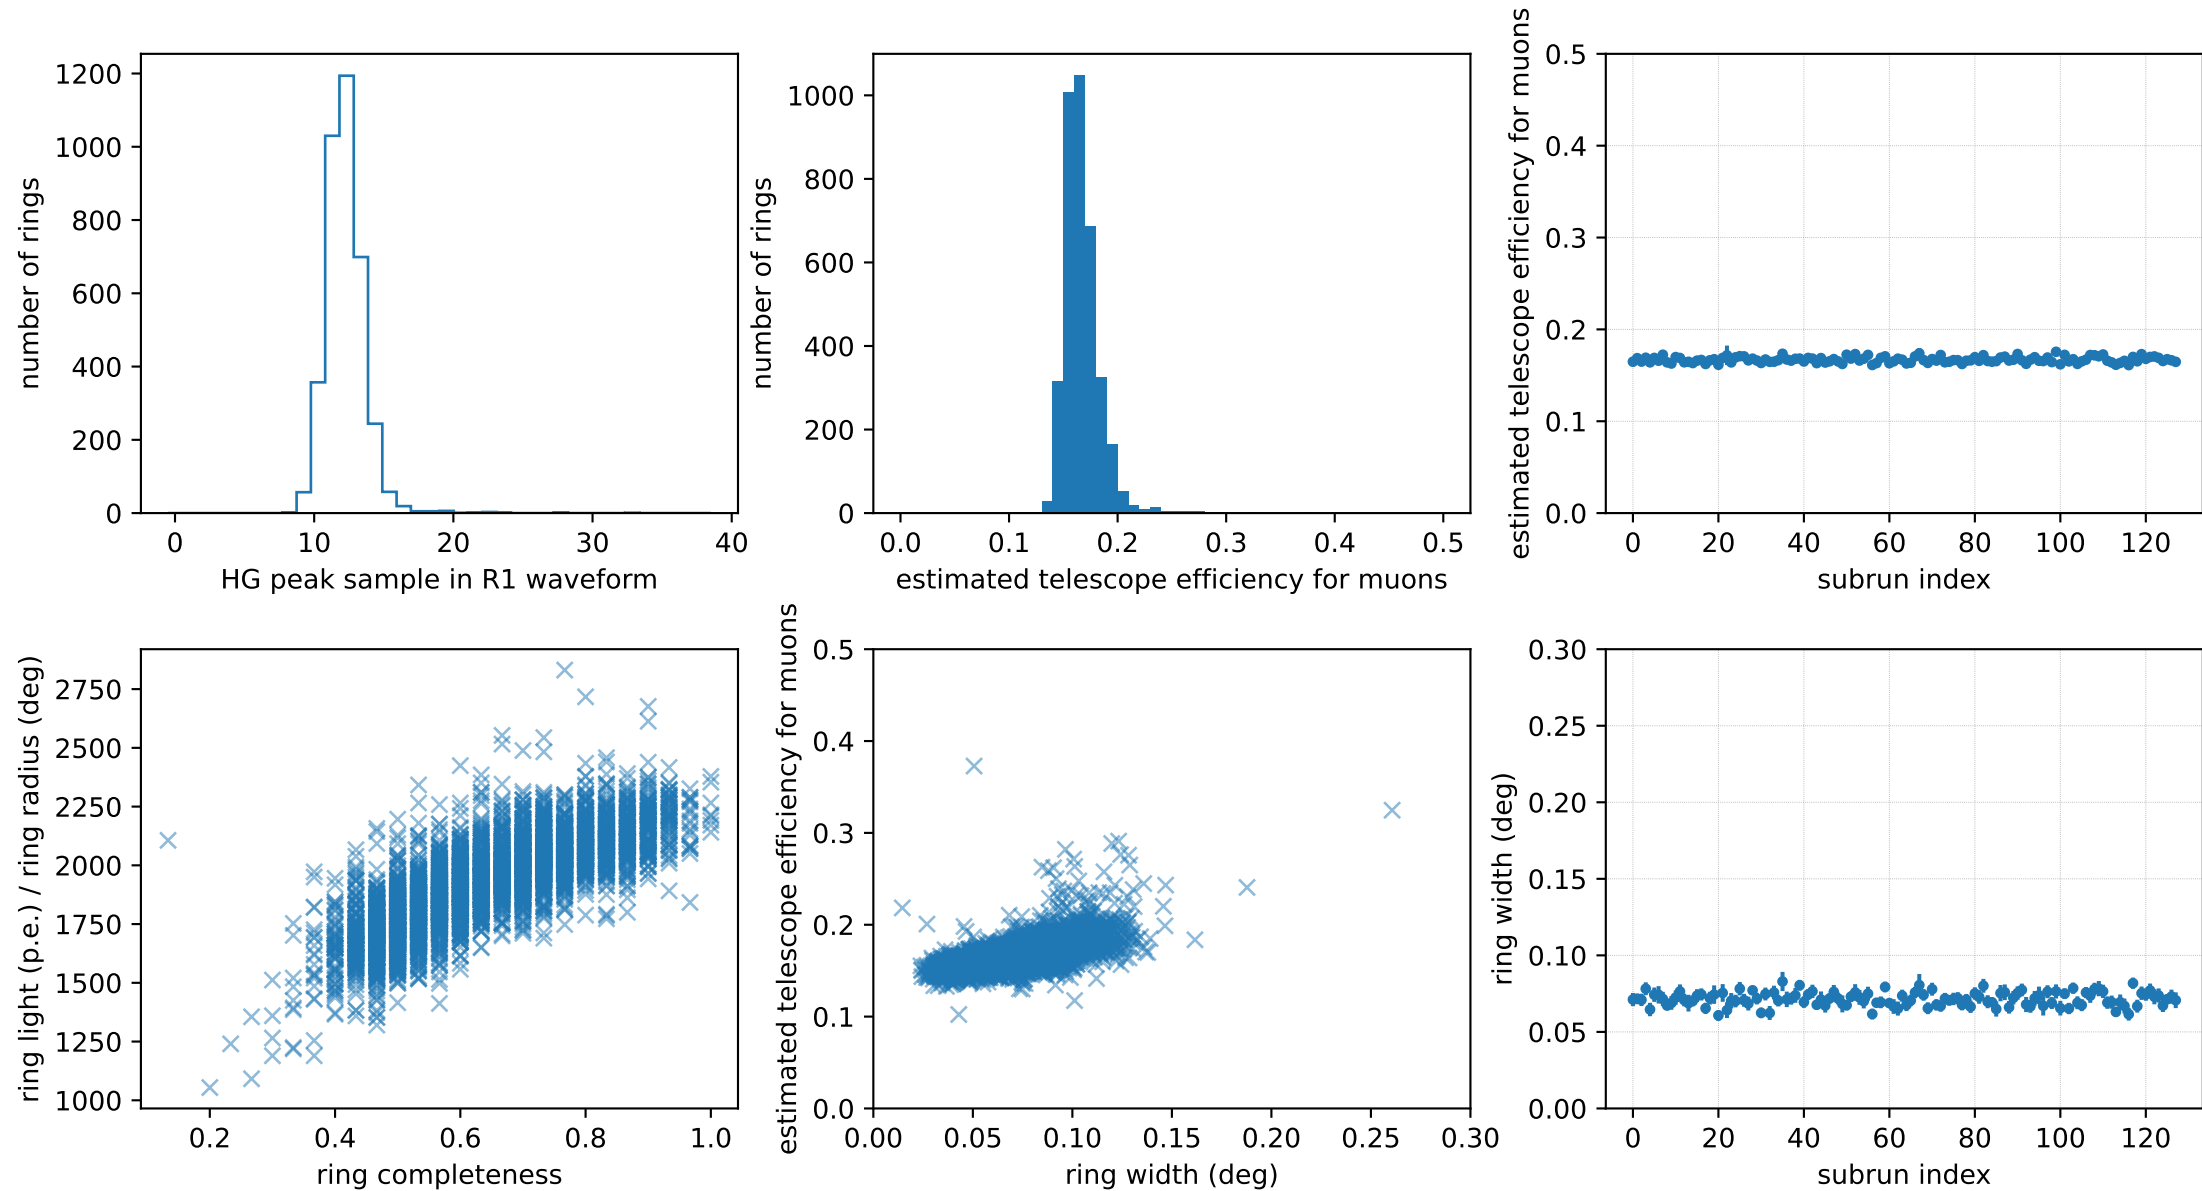 number of rings
1200
1000
800
600
400
200
0
0 10 20 30 40
HG peak sample in R1 waveform
number of rings
1000
800
600
400
200
0
0.0 0.1 0.2 0.3 0.4 0.5
estimated telescope efficiency for muons
estimated telescope efficiency for muons
0.5
0.4
0.3
0.2
0.1
0.0
0 20 40 60 80 100 120
subrun index
ring light (p.e.) / ring radius (deg)
2750
2500
2250
2000
1750
1500
1250
1000
0.2 0.4 0.6 0.8 1.0
ring completeness
estimated telescope efficiency for muons
0.5
0.4
0.3
0.2
0.1
0.0
0.00 0.05 0.10 0.15 0.20 0.25 0.30
ring width (deg)
ring width (deg)
0.30
0.25
0.20
0.15
0.10
0.05
0.00
0 20 40 60 80 100 120
subrun index